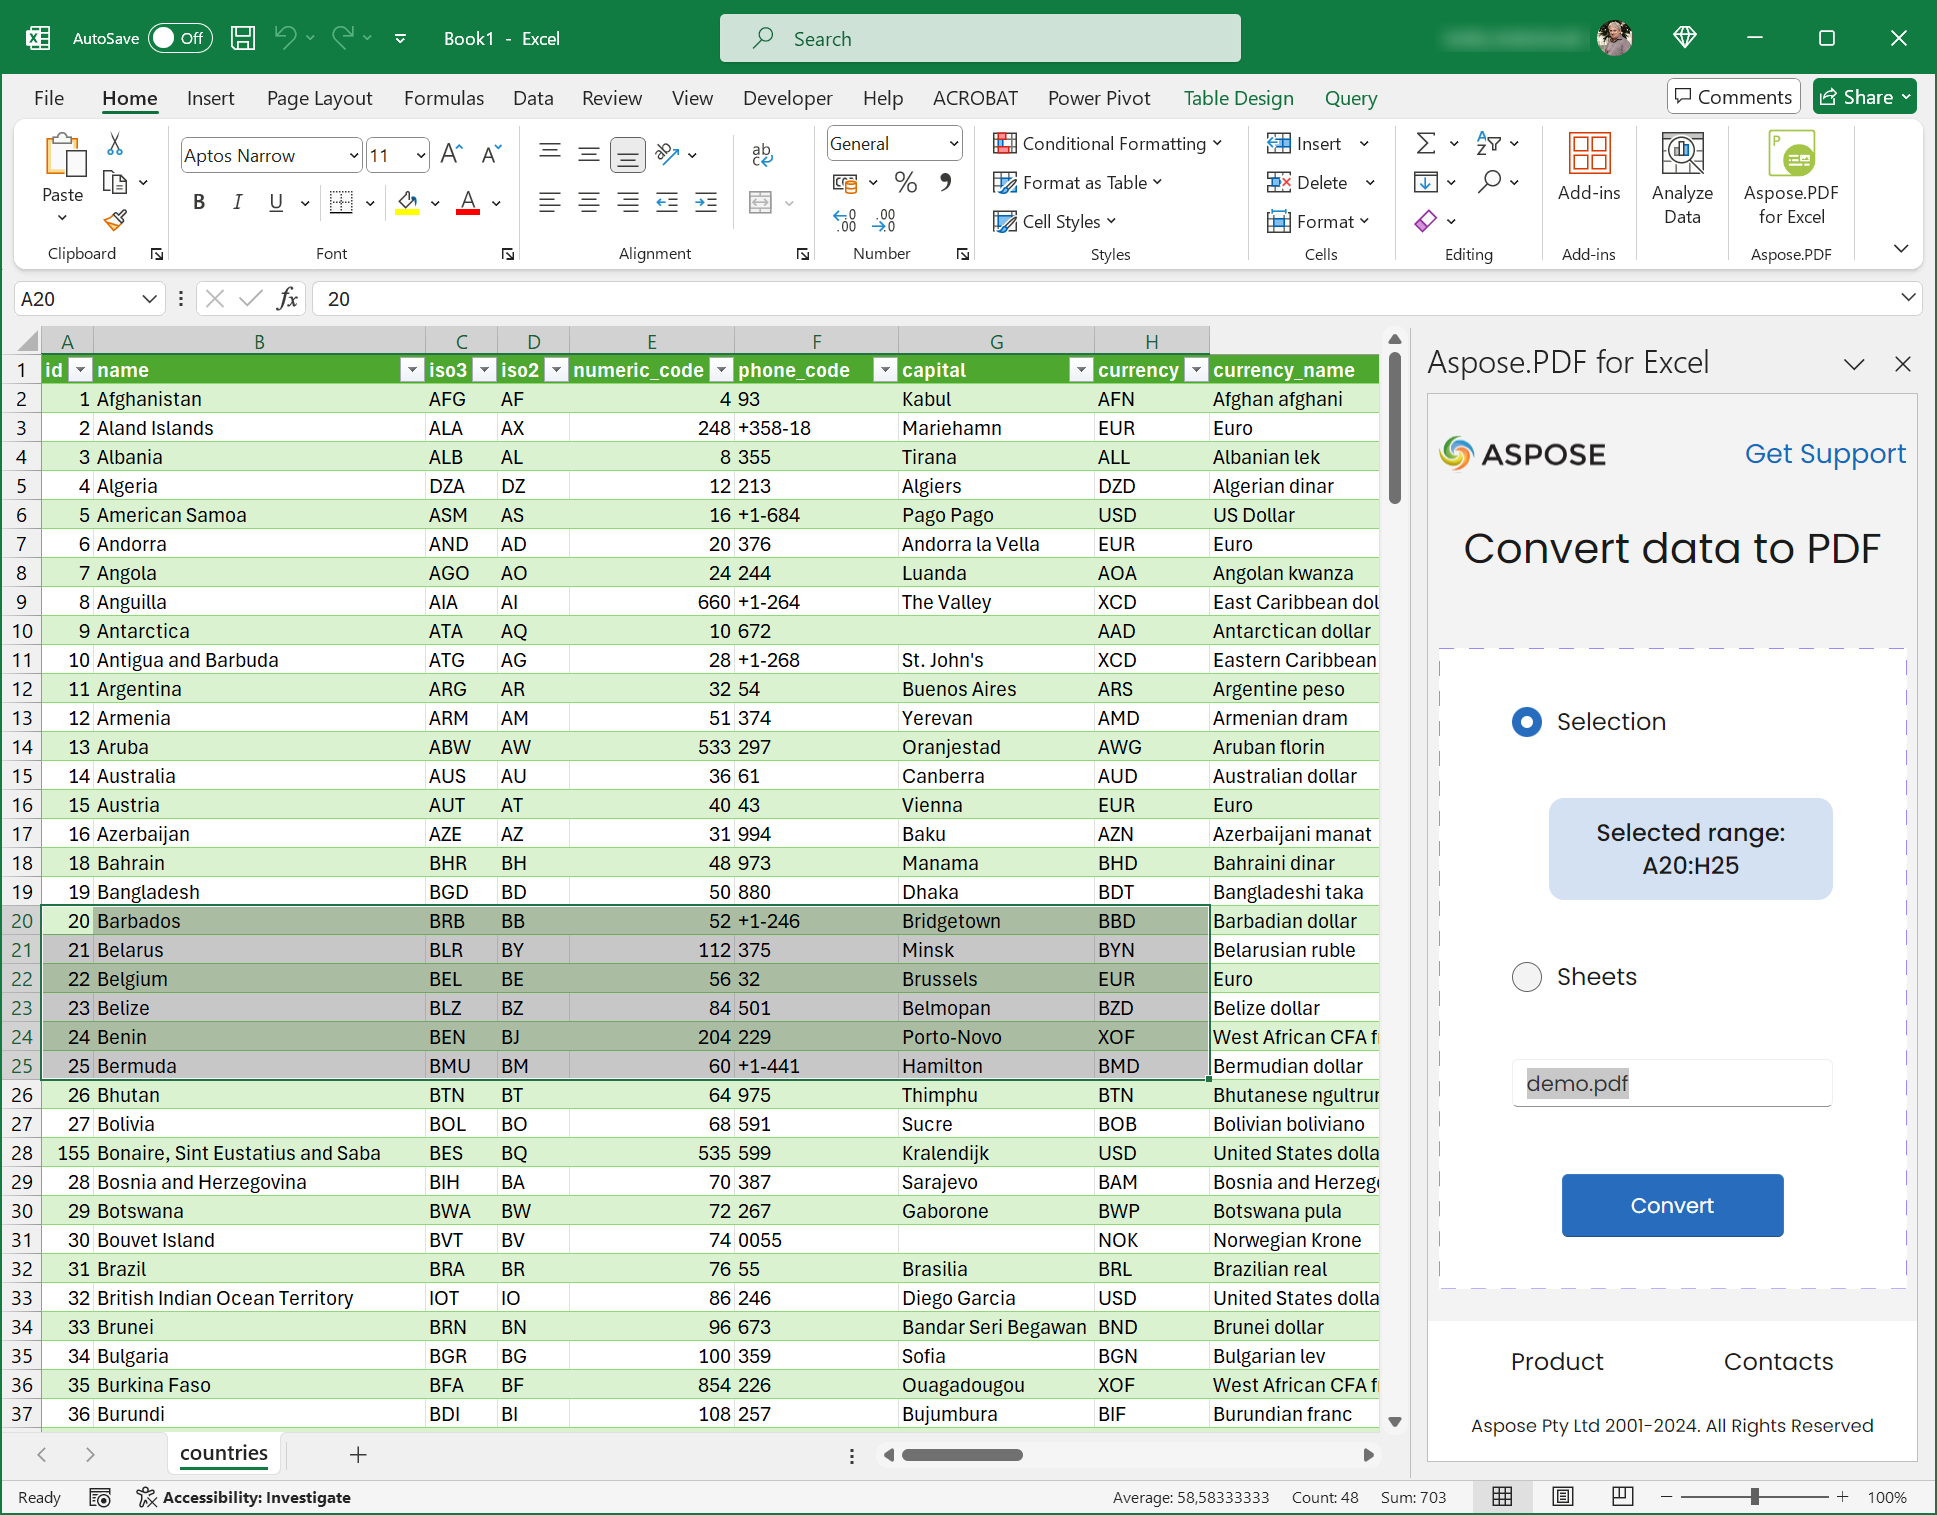 AutoSave Off Book1 - Excel Search
File Home Insert Page Layout Formulas Data Review View Developer Help ACROBAT Power Pivot Table Design Query Comments Share
Paste
Clipboard
Aptos Narrow 11
B I U
Font
ab
Alignment
General
Number
Conditional Formatting
Format as Table
Cell Styles
Styles
Insert
Delete
Format
Cells
Editing
Add-ins
Add-ins
Analyze
Data
Aspose.PDF
for Excel
Aspose.PDF
A20 fx 20
A B C D E F G H
1 id name iso3 iso2 numeric_code phone_code capital currency currency_name
2 1 Afghanistan AFG AF 4 93 Kabul AFN Afghan afghani
3 2 Aland Islands ALA AX 248 +358-18 Mariehamn EUR Euro
4 3 Albania ALB AL 8 355 Tirana ALL Albanian lek
5 4 Algeria DZA DZ 12 213 Algiers DZD Algerian dinar
6 5 American Samoa ASM AS 16 +1-684 Pago Pago USD US Dollar
7 6 Andorra AND AD 20 376 Andorra la Vella EUR Euro
8 7 Angola AGO AO 24 244 Luanda AOA Angolan kwanza
9 8 Anguilla AIA AI 660 +1-264 The Valley XCD East Caribbean dol
10 9 Antarctica ATA AQ 10 672 AAD Antarctican dollar
11 10 Antigua and Barbuda ATG AG 28 +1-268 St. John's XCD Eastern Caribbean
12 11 Argentina ARG AR 32 54 Buenos Aires ARS Argentine peso
13 12 Armenia ARM AM 51 374 Yerevan AMD Armenian dram
14 13 Aruba ABW AW 533 297 Oranjestad AWG Aruban florin
15 14 Australia AUS AU 36 61 Canberra AUD Australian dollar
16 15 Austria AUT AT 40 43 Vienna EUR Euro
17 16 Azerbaijan AZE AZ 31 994 Baku AZN Azerbaijani manat
18 18 Bahrain BHR BH 48 973 Manama BHD Bahraini dinar
19 19 Bangladesh BGD BD 50 880 Dhaka BDT Bangladeshi taka
20 20 Barbados BRB BB 52 +1-246 Bridgetown BBD Barbadian dollar
21 21 Belarus BLR BY 112 375 Minsk BYN Belarusian ruble
22 22 Belgium BEL BE 56 32 Brussels EUR Euro
23 23 Belize BLZ BZ 84 501 Belmopan BZD Belize dollar
24 24 Benin BEN BJ 204 229 Porto-Novo XOF West African CFA f
25 25 Bermuda BMU BM 60 +1-441 Hamilton BMD Bermudian dollar
26 26 Bhutan BTN BT 64 975 Thimphu BTN Bhutanese ngultru
27 27 Bolivia BOL BO 68 591 Sucre BOB Bolivian boliviano
28 155 Bonaire, Sint Eustatius and Saba BES BQ 535 599 Kralendijk USD United States dolla
29 28 Bosnia and Herzegovina BIH BA 70 387 Sarajevo BAM Bosnia and Herzeg
30 29 Botswana BWA BW 72 267 Gaborone BWP Botswana pula
31 30 Bouvet Island BVT BV 74 0055 NOK Norwegian Krone
32 31 Brazil BRA BR 76 55 Brasilia BRL Brazilian real
33 32 British Indian Ocean Territory IOT IO 86 246 Diego Garcia USD United States dolla
34 33 Brunei BRN BN 96 673 Bandar Seri Begawan BND Brunei dollar
35 34 Bulgaria BGR BG 100 359 Sofia BGN Bulgarian lev
36 35 Burkina Faso BFA BF 854 226 Ouagadougou XOF West African CFA f
37 36 Burundi BDI BI 108 257 Bujumbura BIF Burundian franc
countries
Aspose.PDF for Excel
ASPOSE Get Support
Convert data to PDF
Selection
Selected range:
A20:H25
Sheets
demo.pdf
Convert
Product Contacts
Aspose Pty Ltd 2001-2024. All Rights Reserved
Ready Accessibility: Investigate Average: 58,58333333 Count: 48 Sum: 703 100%